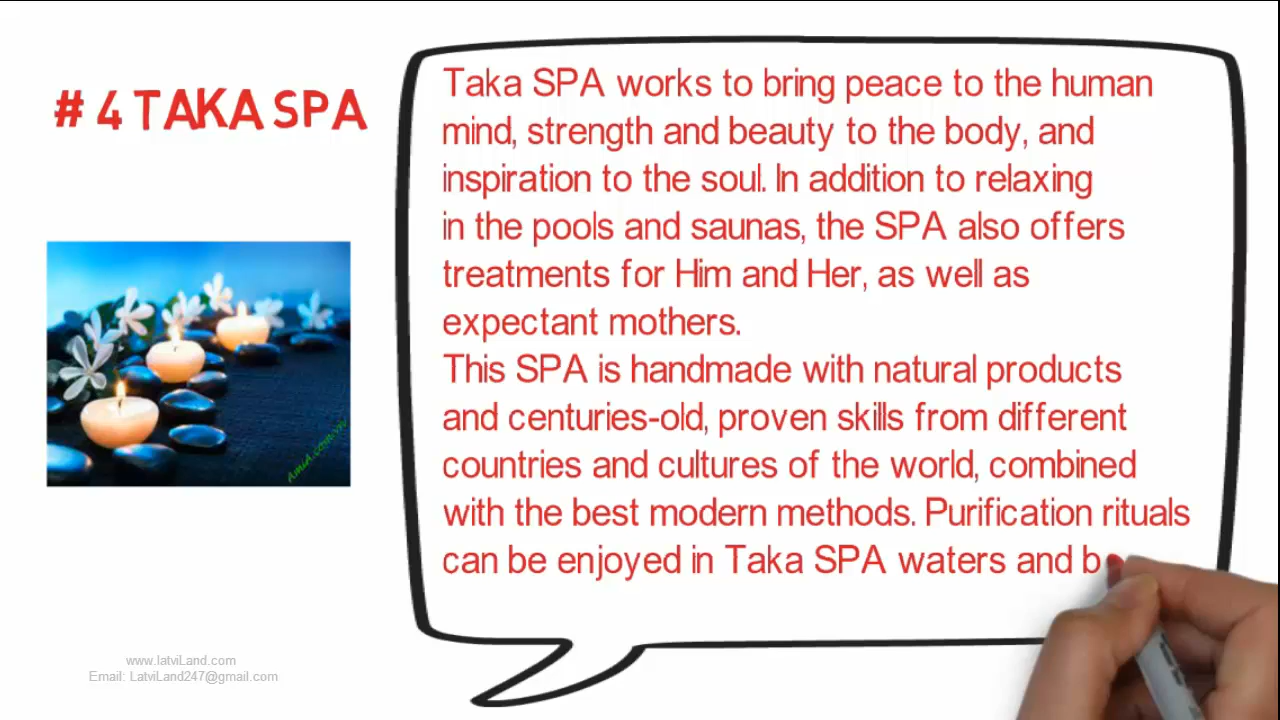 # 4 TAKA SPA
Taka SPA works to bring peace to the human
mind, strength and beauty to the body, and
inspiration to the soul. In addition to relaxing
in the pools and saunas, the SPA also offers
treatments for Him and Her, as well as
expectant mothers.
This SPA is handmade with natural products
and centuries-old, proven skills from different
countries and cultures of the world, combined
with the best modern methods. Purification rituals
can be enjoyed in Taka SPA waters and b
AmiA.com.vn
www.latviLand.com
Email: LatviLand247@gmail.com